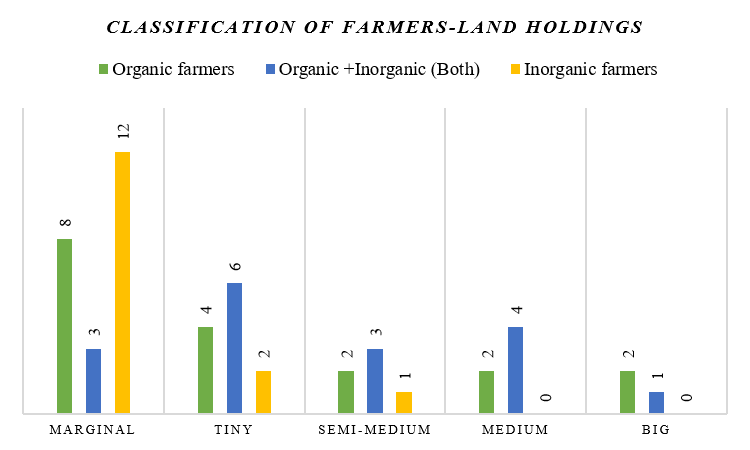 CLASSIFICATION OF FARMERS-LAND HOLDINGS
Organic farmers Organic +Inorganic (Both) Inorganic farmers
8 3 12 4 6 2 2 3 1 2 4 0 2 1 0
MARGINAL TINY SEMI-MEDIUM MEDIUM BIG